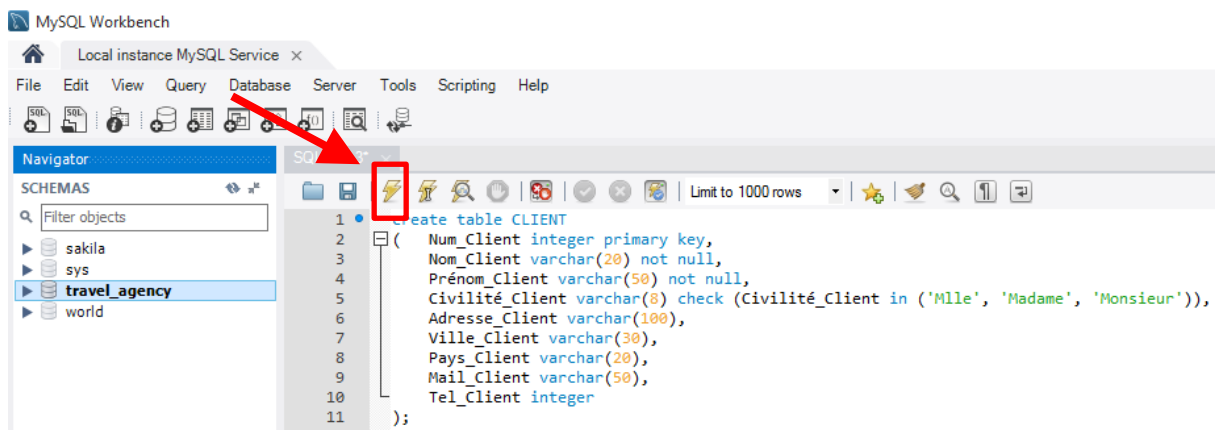 MySQL Workbench
Local instance MySQL Service ×
File Edit View Query Database Server Tools Scripting Help
Navigator
SCHEMAS
Filter objects
sakila
sys
travel_agency
world
Limit to 1000 rows
1 create table CLIENT
2 ( Num_Client integer primary key,
3 Nom_Client varchar(20) not null,
4 Prénom_Client varchar(50) not null,
5 Civilité_Client varchar(8) check (Civilité_Client in ('Mlle', 'Madame', 'Monsieur')),
6 Adresse_Client varchar(100),
7 Ville_Client varchar(30),
8 Pays_Client varchar(20),
9 Mail_Client varchar(50),
10 Tel_Client integer
11 );